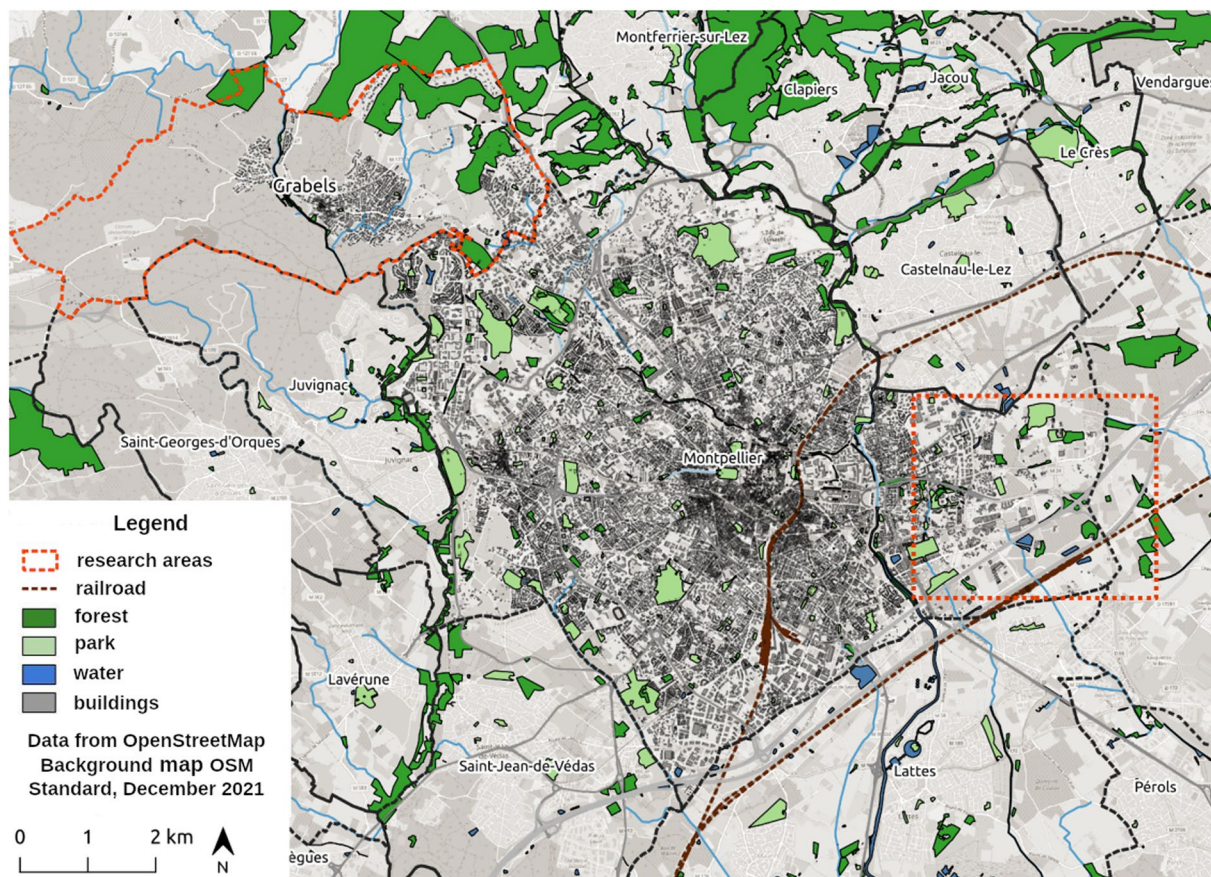 Montferrier-sur-Lez
Clapiers
Jacou
Vendargues
Le Crès
Grabels
Castelnau-le-Lez
Juvignac
Saint-Georges-d'Orques
Montpellier
Legend
research areas
railroad
forest
park
water
buildings
Data from OpenStreetMap
Background map OSM
Standard, December 2021
0 1 2 km
N
Lavérune
Saint-Jean-de-Védas
Lattes
Pérols
ègues